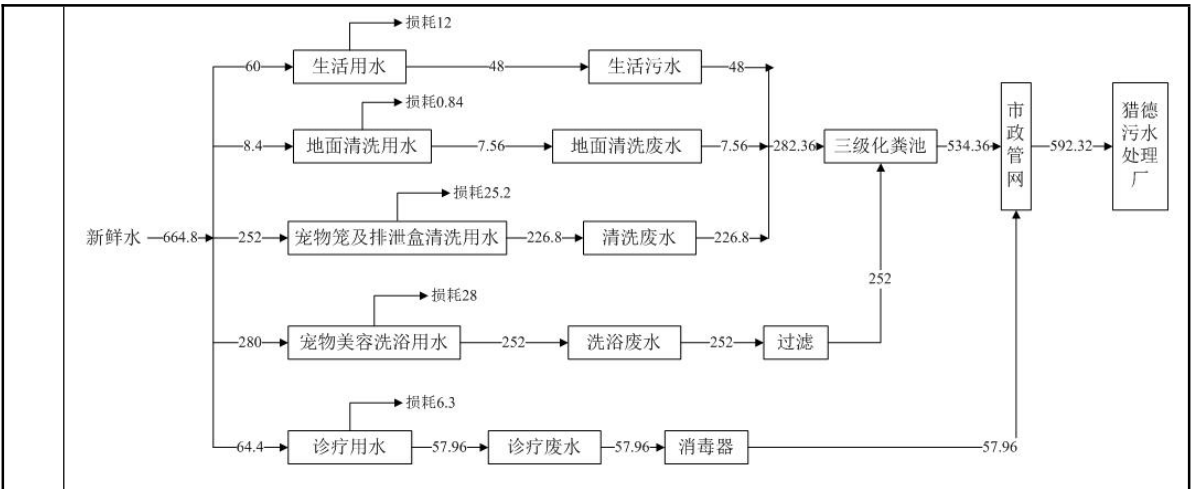 损耗12
60 生活用水 48 生活污水 48
损耗0.84
8.4 地面清洗用水 7.56 地面清洗废水 7.56 282.36 三级化粪池 534.36 市政管网 592.32 猎德污水处理厂
损耗25.2
新鲜水 664.8 252 宠物笼及排泄盒清洗用水 226.8 清洗废水 226.8
252
损耗28
280 宠物美容洗浴用水 252 洗浴废水 252 过滤
损耗6.3
64.4 诊疗用水 57.96 诊疗废水 57.96 消毒器 57.96